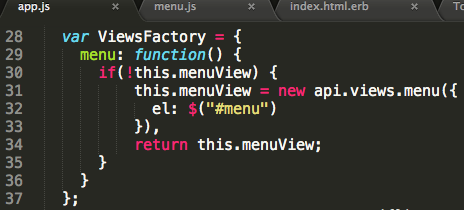 app.js × menu.js × index.html.erb × To
28 var ViewsFactory = {
29 menu: function() {
30 if(!this.menuView) {
31 this.menuView = new api.views.menu({
32 el: $("#menu")
33 }),
34 return this.menuView;
35 }
36 }
37 };